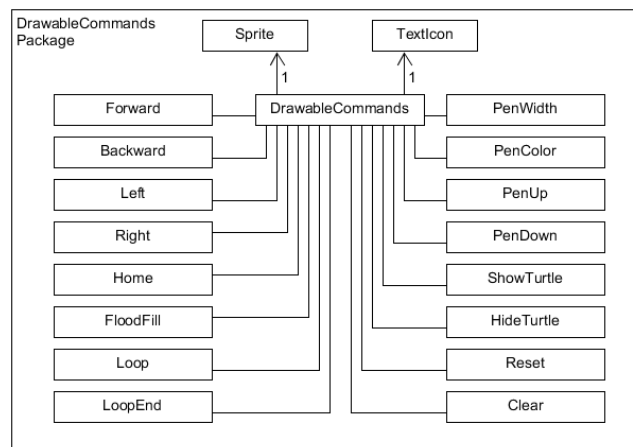 DrawableCommands
Package
Sprite
TextIcon
1
1
Forward
DrawableCommands
PenWidth
Backward
PenColor
Left
PenUp
Right
PenDown
Home
ShowTurtle
FloodFill
HideTurtle
Loop
Reset
LoopEnd
Clear